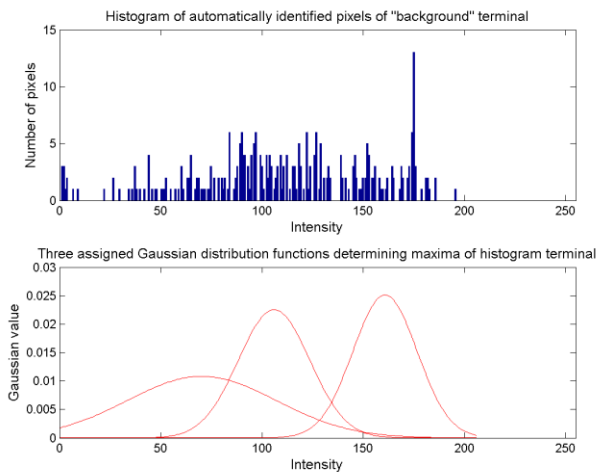 Histogram of automatically identified pixels of "background" terminal
15
10
5
0
Number of pixels
0 50 100 150 200 250
Intensity
Three assigned Gaussian distribution functions determining maxima of histogram terminal
0.03
0.025
0.02
0.015
0.01
0.005
0
Gaussian value
0 50 100 150 200 250
Intensity